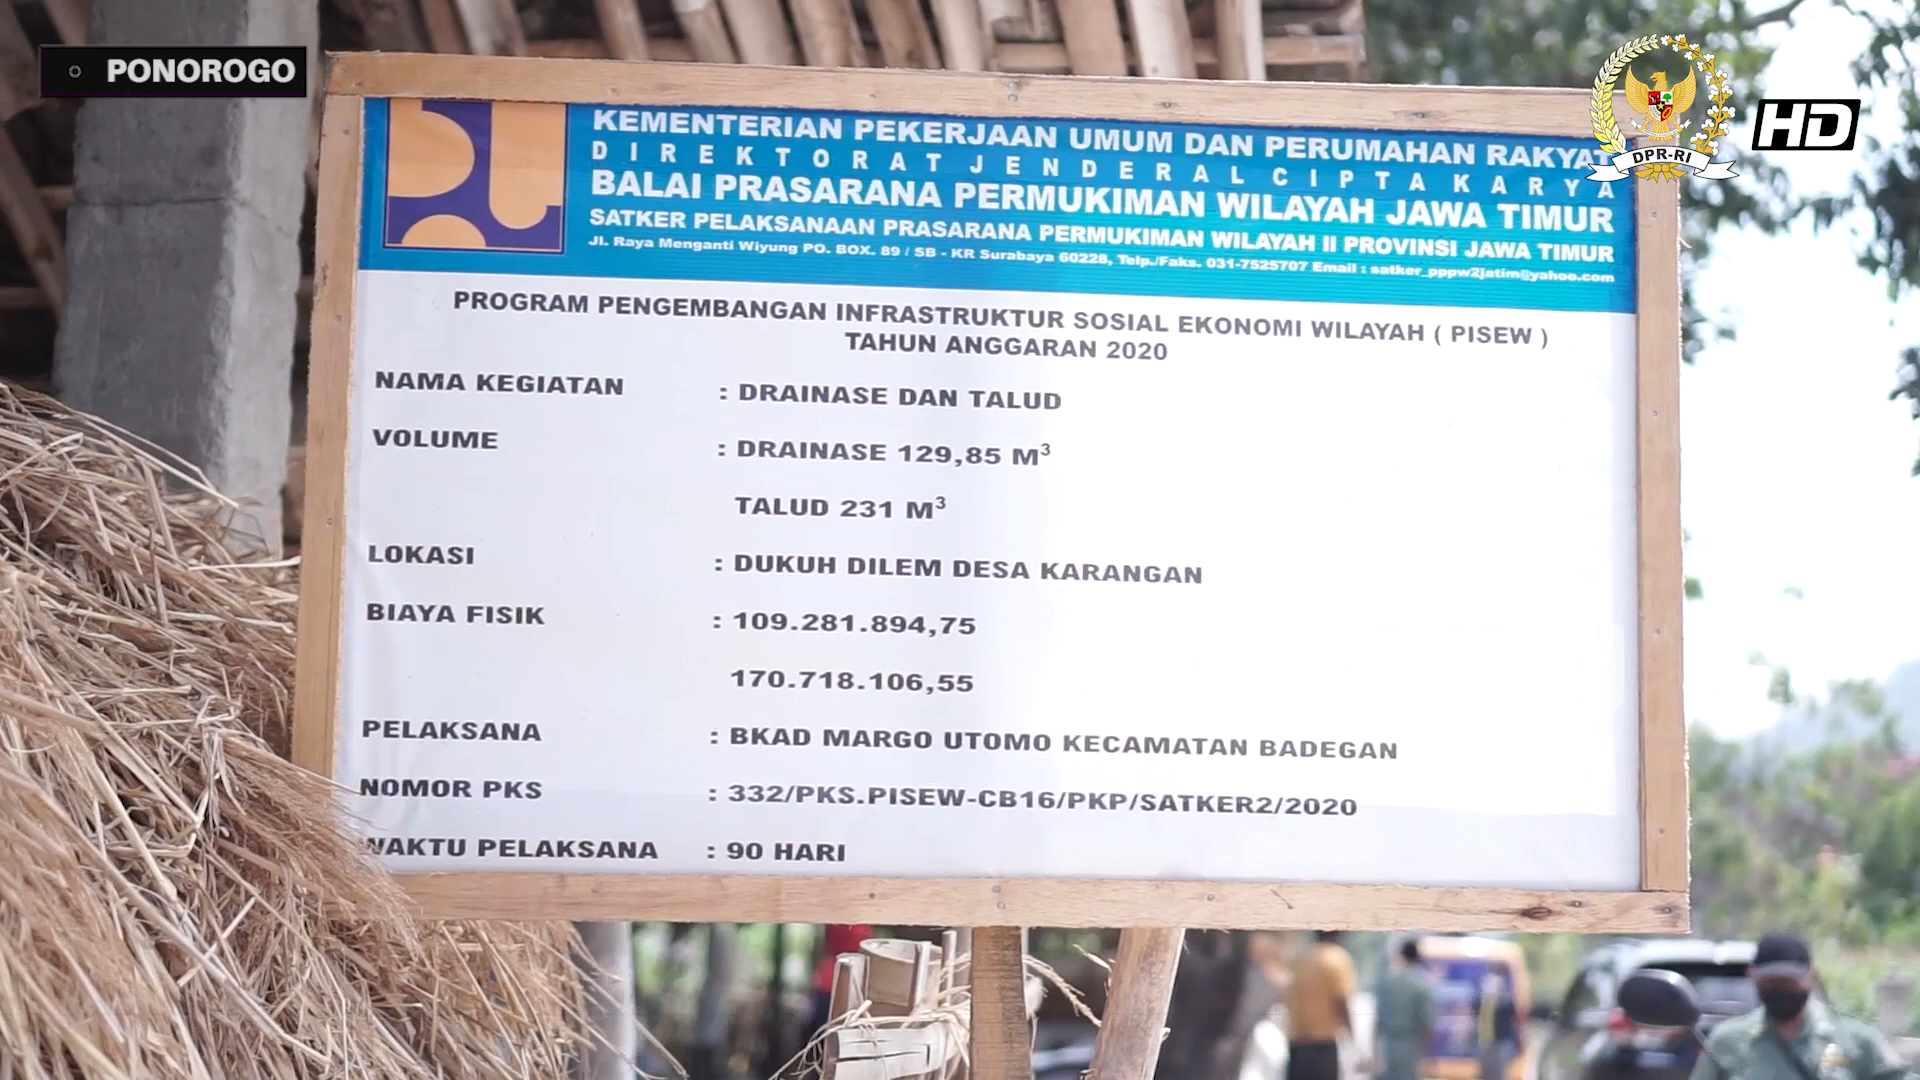 PONOROGO
DPR-RI
HD
KEMENTERIAN PEKERJAAN UMUM DAN PERUMAHAN RAKYAT
DIREKTORAT JENDERAL CIPTA KARYA
BALAI PRASARANA PERMUKIMAN WILAYAH JAWA TIMUR
SATKER PELAKSANAAN PRASARANA PERMUKIMAN WILAYAH II PROVINSI JAWA TIMUR
Jl. Raya Menganti Wiyung PO. BOX. 89 / SB - KR Surabaya 60228, Telp./Faks. 031-7525707 Email : satker_pppw2jatim@yahoo.com
PROGRAM PENGEMBANGAN INFRASTRUKTUR SOSIAL EKONOMI WILAYAH ( PISEW )
TAHUN ANGGARAN 2020
NAMA KEGIATAN : DRAINASE DAN TALUD
VOLUME : DRAINASE 129,85 M³
TALUD 231 M³
LOKASI : DUKUH DILEM DESA KARANGAN
BIAYA FISIK : 109.281.894,75
170.718.106,55
PELAKSANA : BKAD MARGO UTOMO KECAMATAN BADEGAN
NOMOR PKS : 332/PKS.PISEW-CB16/PKP/SATKER2/2020
WAKTU PELAKSANA : 90 HARI